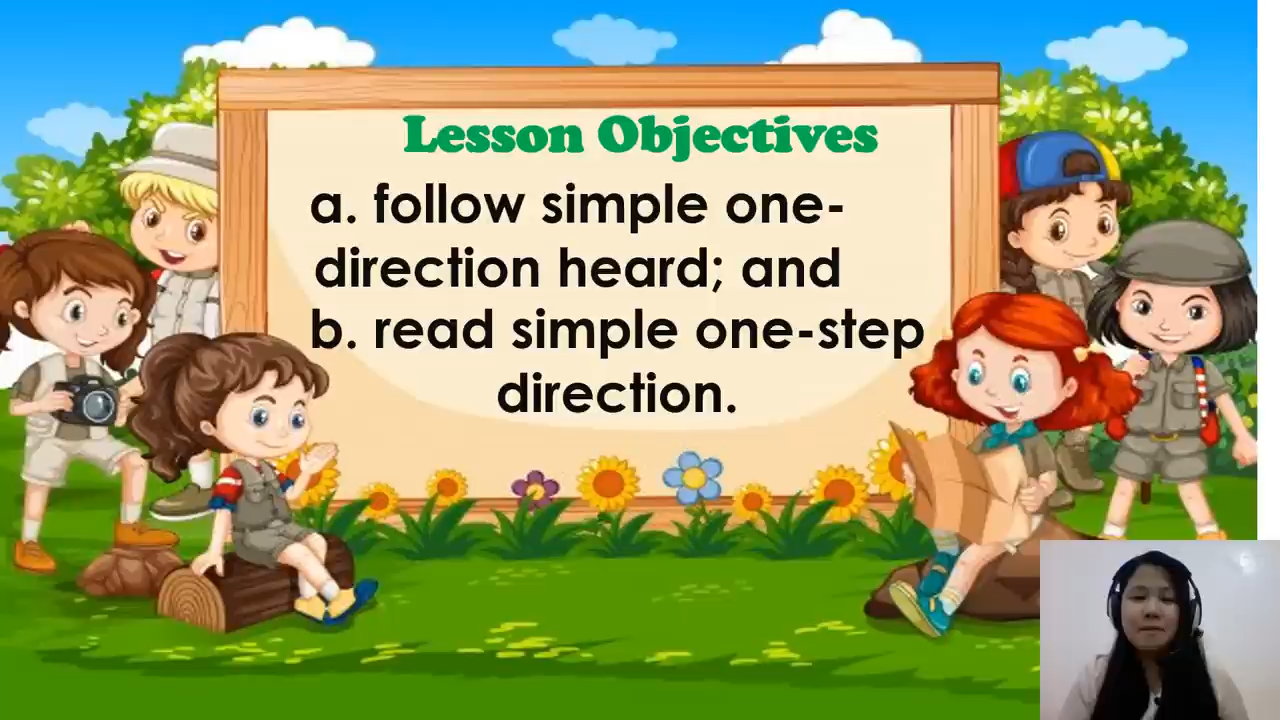 Lesson Objectives
a. follow simple one-
direction heard; and
b. read simple one-step
direction.